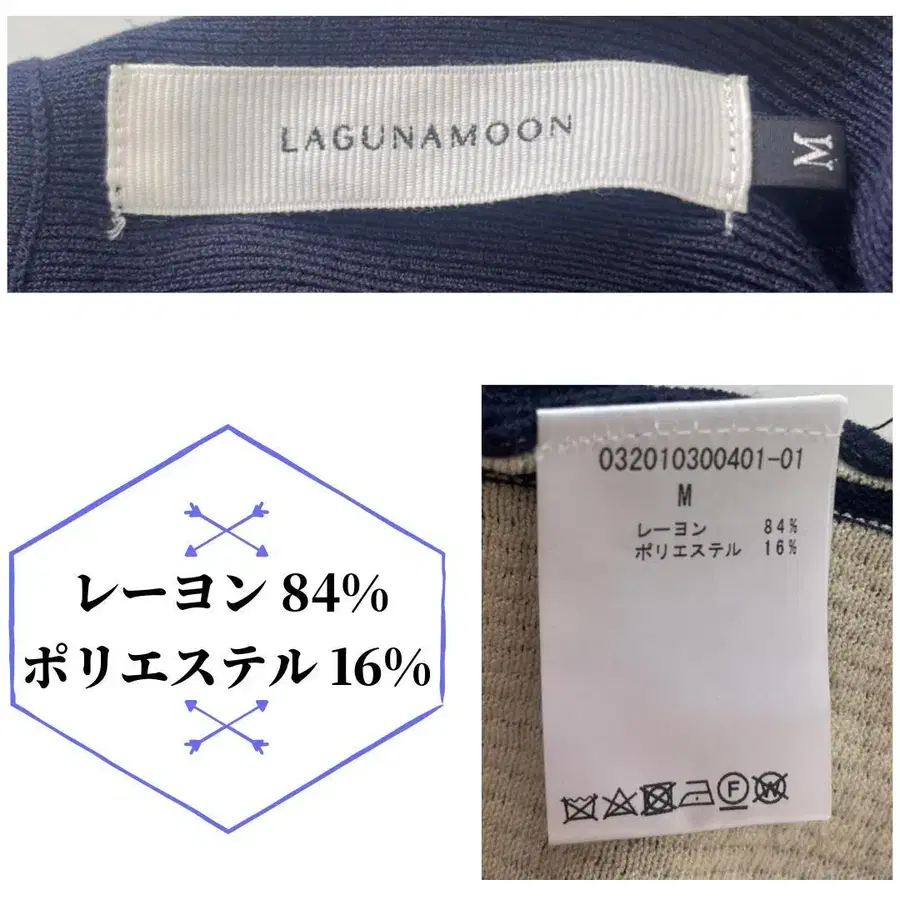 LAGUNAMOON
M
レーヨン 84%
ポリエステル 16%
032010300401-01
M
レーヨン 84%
ポリエステル 16%
F
W